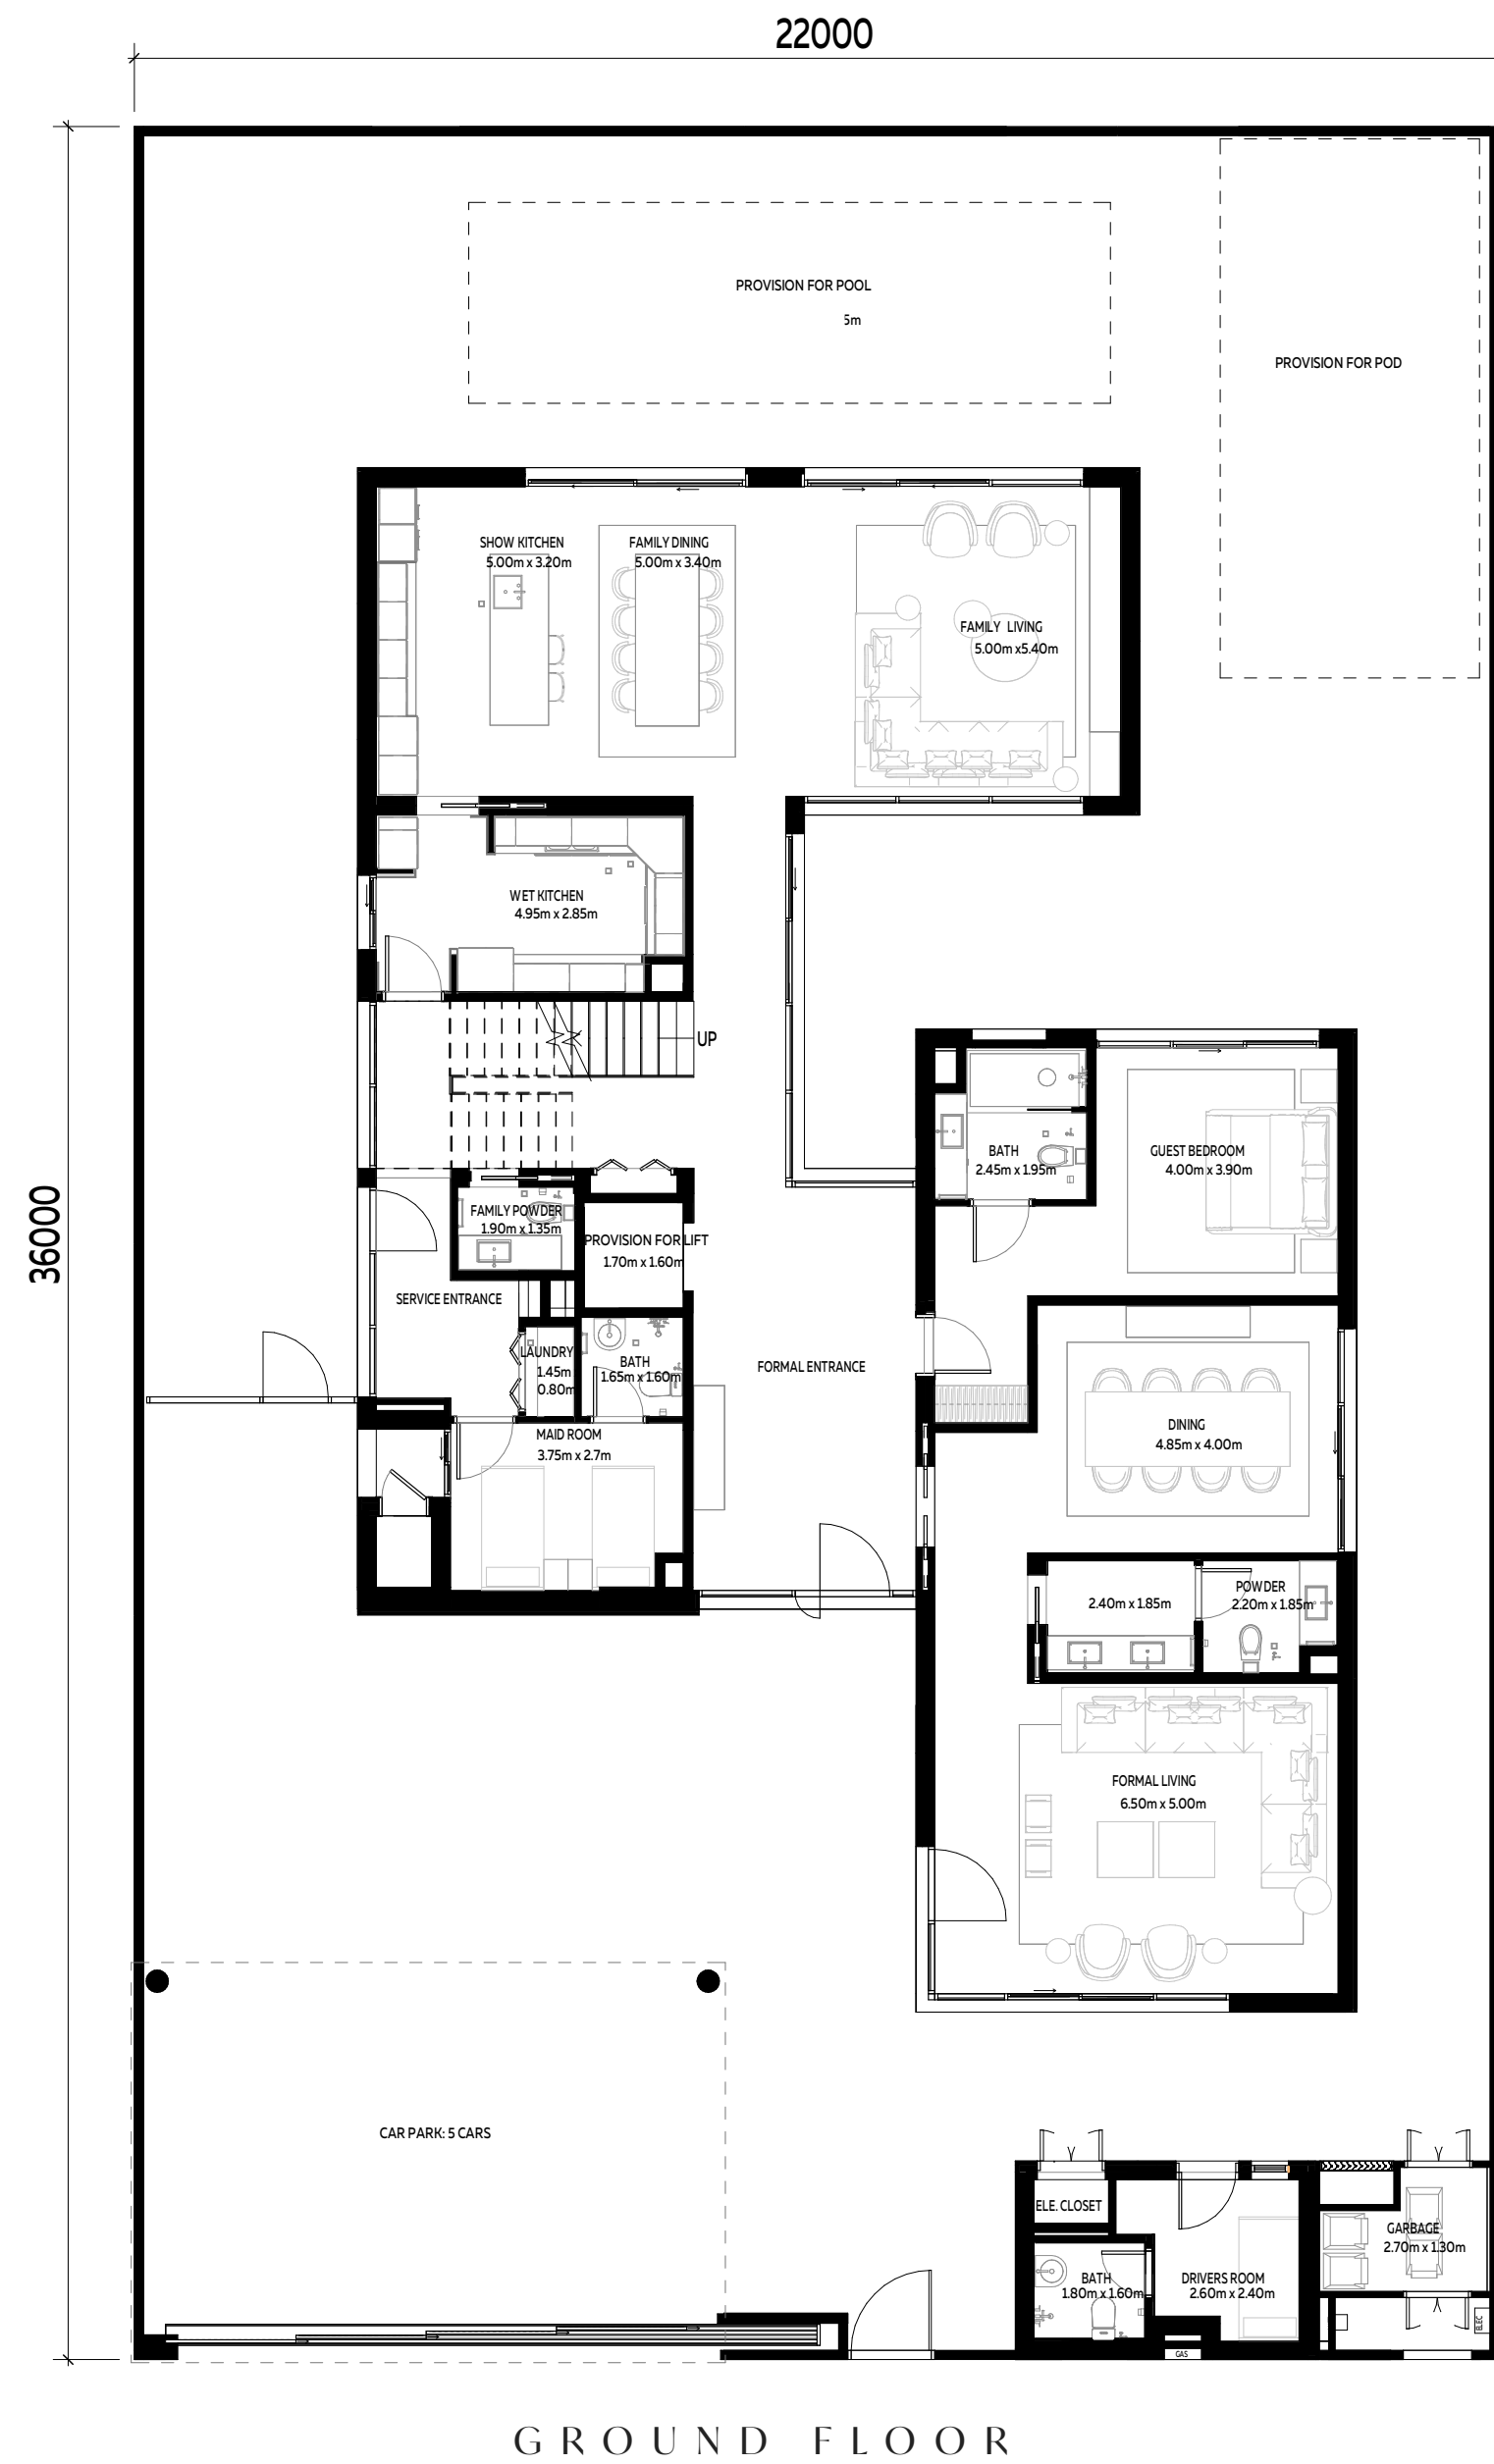 22000
36000
PROVISION FOR POOL
5m
PROVISION FOR POD
SHOW KITCHEN
5.00m x 3.20m
FAMILY DINING
5.00m x 3.40m
FAMILY LIVING
5.00m x5.40m
WET KITCHEN
4.95m x 2.85m
UP
BATH
2.45m x 1.95m
GUEST BEDROOM
4.00m x 3.90m
FAMILY POWDER
1.90m x 1.35m
PROVISION FOR LIFT
1.70m x 1.60m
SERVICE ENTRANCE
LAUNDRY
1.45m
0.80m
BATH
1.65m x 1.60m
FORMAL ENTRANCE
MAID ROOM
3.75m x 2.7m
DINING
4.85m x 4.00m
2.40m x 1.85m
POWDER
2.20m x 1.85m
FORMAL LIVING
6.50m x 5.00m
CAR PARK: 5 CARS
ELE. CLOSET
GARBAGE
2.70m x 1.30m
BATH
1.80m x 1.60m
DRIVERS ROOM
2.60m x 2.40m
ELEC
GAS
GROUND FLOOR